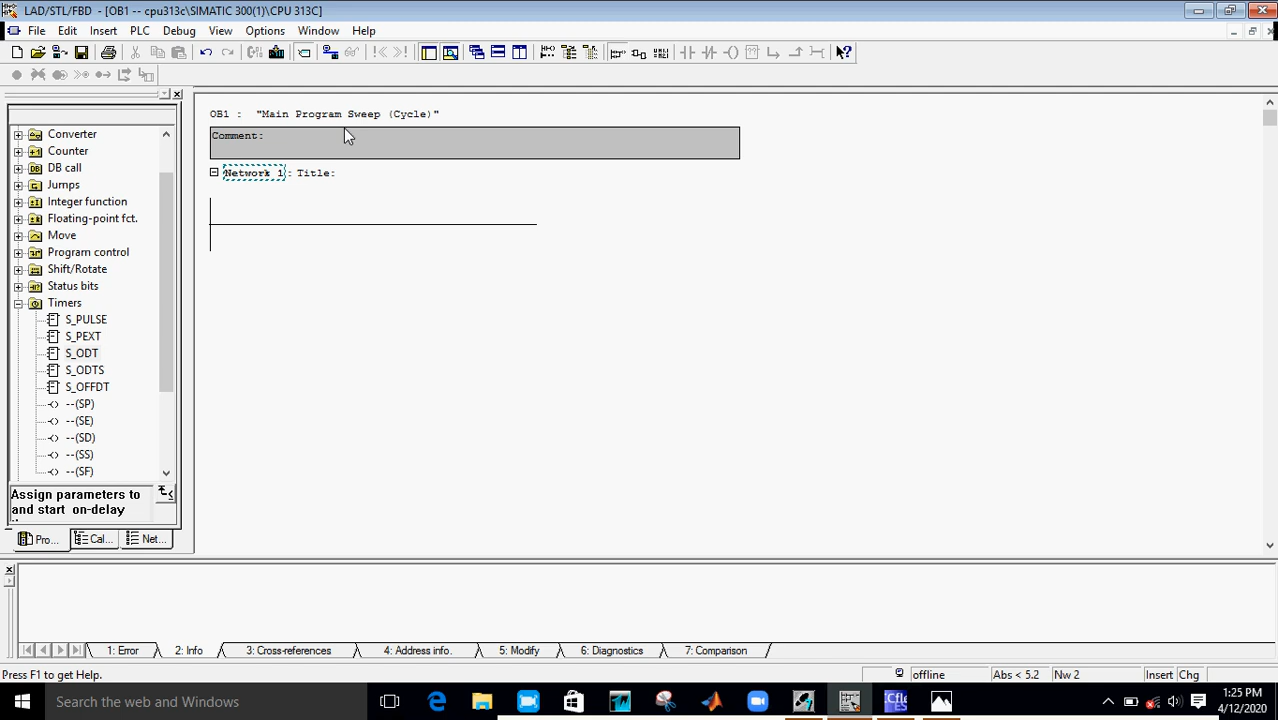 LAD/STL/FBD - [OB1 -- cpu313c\SIMATIC 300(1)\CPU 313C]
File Edit Insert PLC Debug View Options Window Help
OB1 : "Main Program Sweep (Cycle)"
Comment:
Network 1: Title:
Converter
Counter
DB call
Jumps
Integer function
Floating-point fct.
Move
Program control
Shift/Rotate
Status bits
Timers
S_PULSE
S_PEXT
S_ODT
S_ODTS
S_OFFDT
--(SP)
--(SE)
--(SD)
--(SS)
--(SF)
Assign parameters to
and start on-delay
Pro... Cal... Net...
1: Error 2: Info 3: Cross-references 4: Address info. 5: Modify 6: Diagnostics 7: Comparison
Press F1 to get Help. offline Abs < 5.2 Nw 2 Insert Chg
Search the web and Windows
1:25 PM
4/12/2020